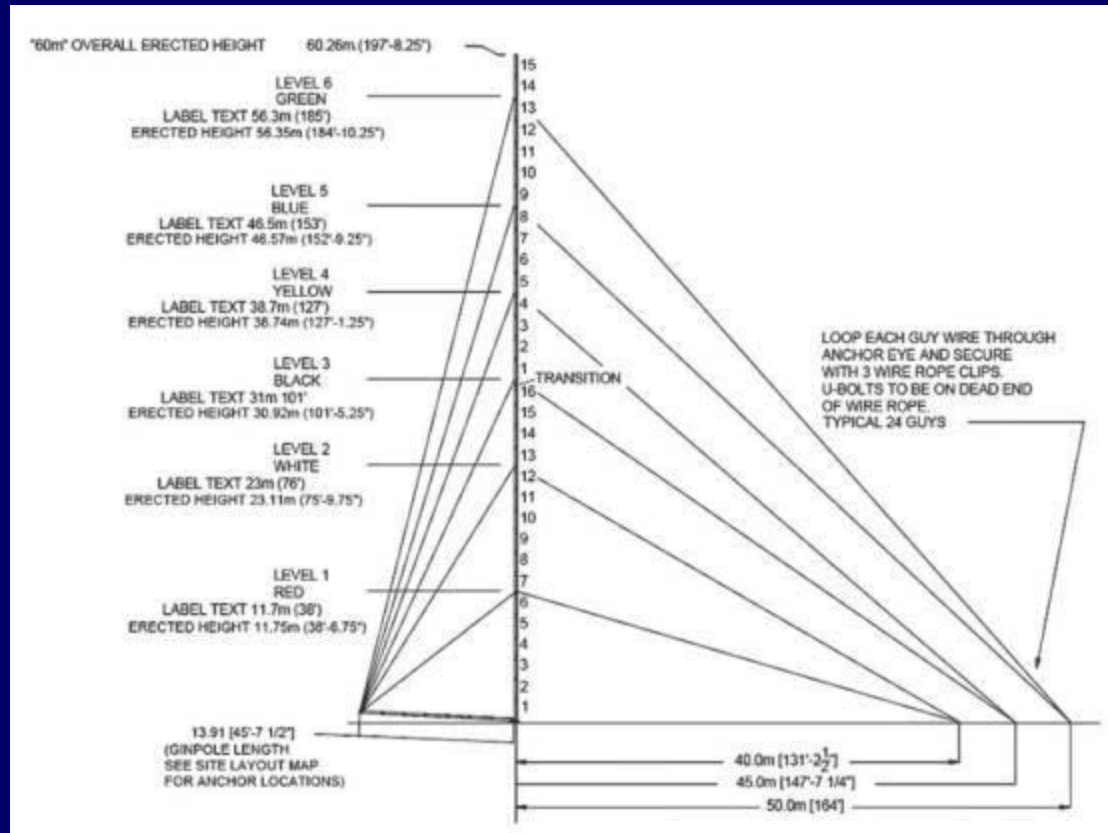 "60m" OVERALL ERECTED HEIGHT 60.26m (197'-8.25")
LEVEL 6
GREEN
LABEL TEXT 56.3m (185')
ERECTED HEIGHT 56.35m (184'-10.25")
LEVEL 5
BLUE
LABEL TEXT 46.5m (153')
ERECTED HEIGHT 46.57m (152'-9.25")
LEVEL 4
YELLOW
LABEL TEXT 38.7m (127')
ERECTED HEIGHT 38.74m (127'-1.25")
LEVEL 3
BLACK
LABEL TEXT 31m 101'
ERECTED HEIGHT 30.92m (101'-5.25")
LEVEL 2
WHITE
LABEL TEXT 23m (76')
ERECTED HEIGHT 23.11m (75'-9.75")
LEVEL 1
RED
LABEL TEXT 11.7m (38')
ERECTED HEIGHT 11.75m (38'-6.75")
13.91 [45'-7 1/2"]
(GINPOLE LENGTH
SEE SITE LAYOUT MAP
FOR ANCHOR LOCATIONS)
15
14
13
12
11
10
9
8
7
6
5
4
3
2
1
TRANSITION
16
15
14
13
12
11
10
9
8
7
6
5
4
3
2
1
LOOP EACH GUY WIRE THROUGH
ANCHOR EYE AND SECURE
WITH 3 WIRE ROPE CLIPS.
U-BOLTS TO BE ON DEAD END
OF WIRE ROPE.
TYPICAL 24 GUYS
40.0m [131'-2 1/2"]
45.0m [147'-7 1/4"]
50.0m [164']